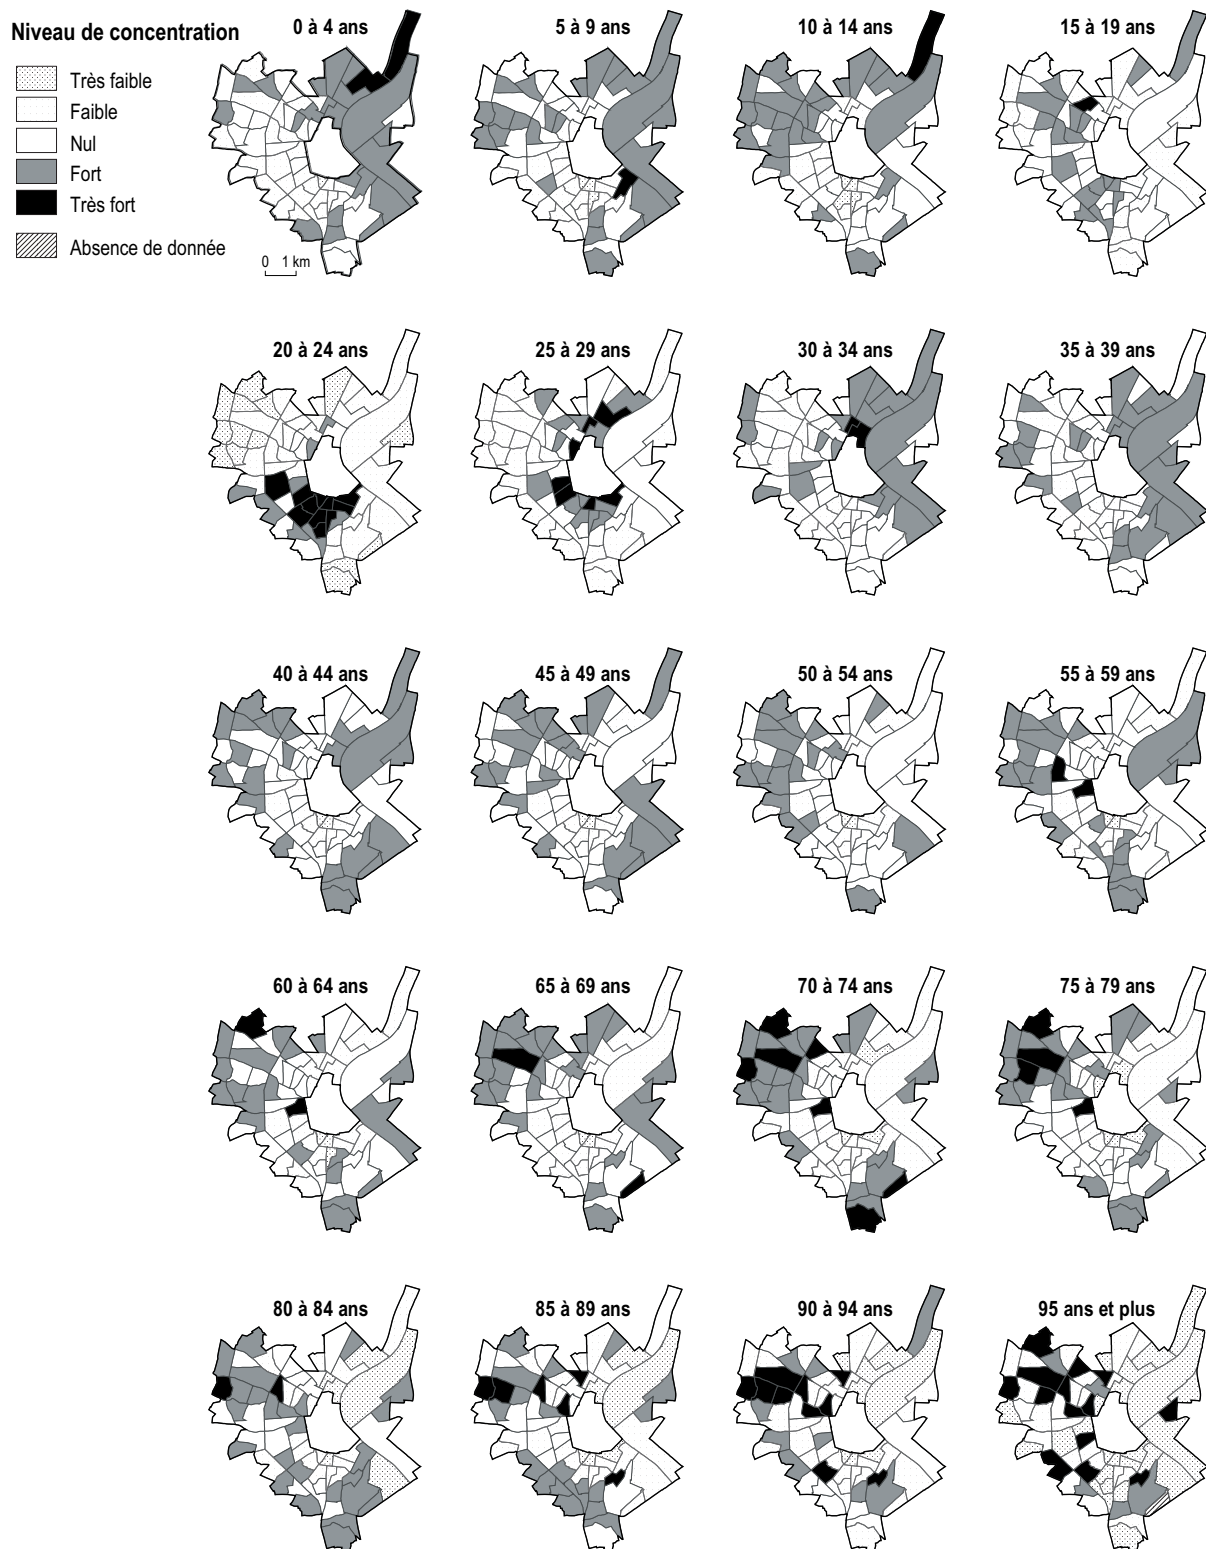 Niveau de concentration
Très faible
Faible
Nul
Fort
Très fort
Absence de donnée
0 1 km
0 à 4 ans
5 à 9 ans
10 à 14 ans
15 à 19 ans
20 à 24 ans
25 à 29 ans
30 à 34 ans
35 à 39 ans
40 à 44 ans
45 à 49 ans
50 à 54 ans
55 à 59 ans
60 à 64 ans
65 à 69 ans
70 à 74 ans
75 à 79 ans
80 à 84 ans
85 à 89 ans
90 à 94 ans
95 ans et plus